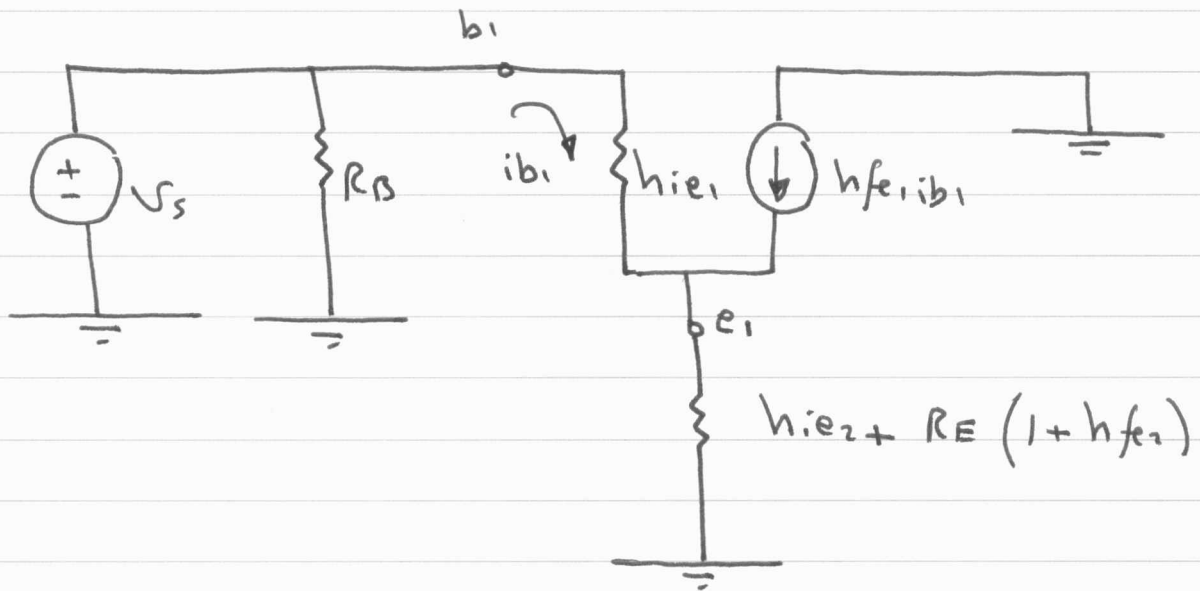 b1
+
-
vs
RB
ib1
hie1
hfe1ib1
e1
hie2 + RE (1 + hfe2)